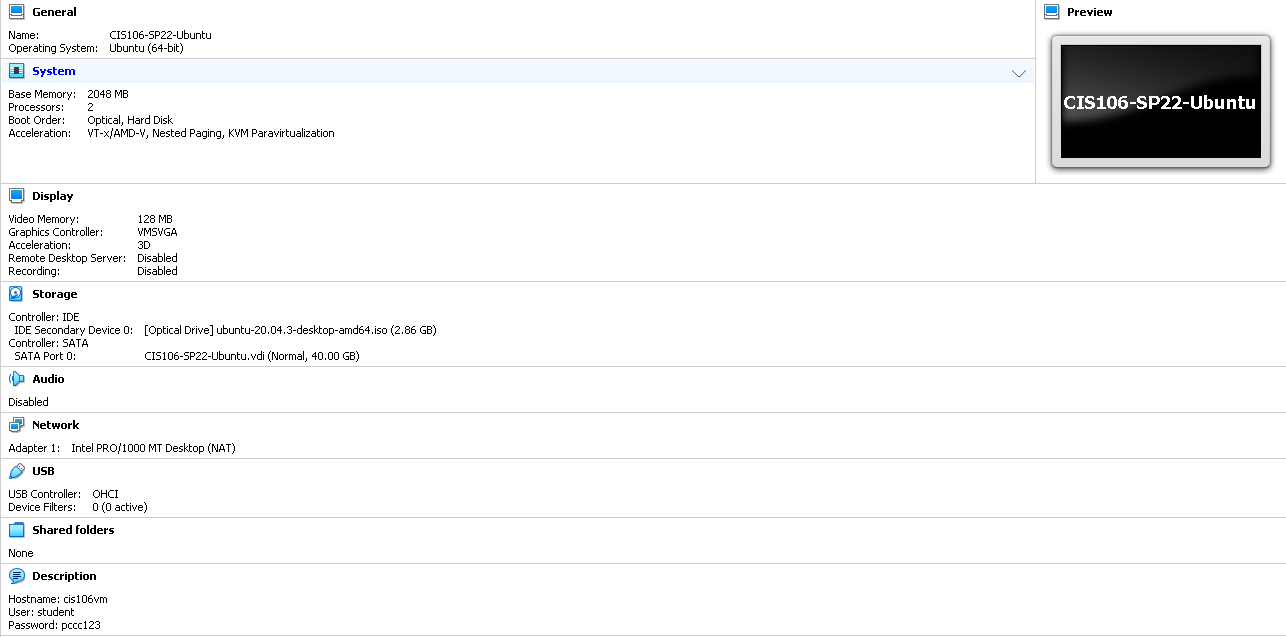 General
Name: CIS106-SP22-Ubuntu
Operating System: Ubuntu (64-bit)
Preview
CIS106-SP22-Ubuntu
System
Base Memory: 2048 MB
Processors: 2
Boot Order: Optical, Hard Disk
Acceleration: VT-x/AMD-V, Nested Paging, KVM Paravirtualization
Display
Video Memory: 128 MB
Graphics Controller: VMSVGA
Acceleration: 3D
Remote Desktop Server: Disabled
Recording: Disabled
Storage
Controller: IDE
IDE Secondary Device 0: [Optical Drive] ubuntu-20.04.3-desktop-amd64.iso (2.86 GB)
Controller: SATA
SATA Port 0: CIS106-SP22-Ubuntu.vdi (Normal, 40.00 GB)
Audio
Disabled
Network
Adapter 1: Intel PRO/1000 MT Desktop (NAT)
USB
USB Controller: OHCI
Device Filters: 0 (0 active)
Shared folders
None
Description
Hostname: cis106vm
User: student
Password: pccc123